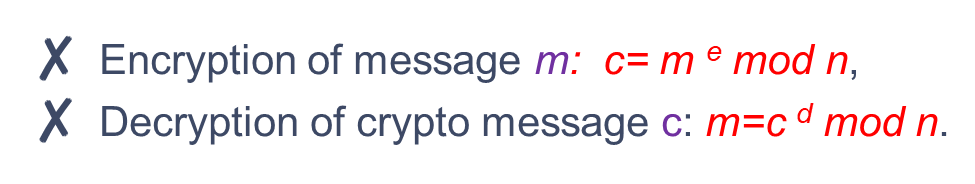 ✗ Encryption of message m: c= m ᵉ mod n,
✗ Decryption of crypto message c: m=c ᵈ mod n.